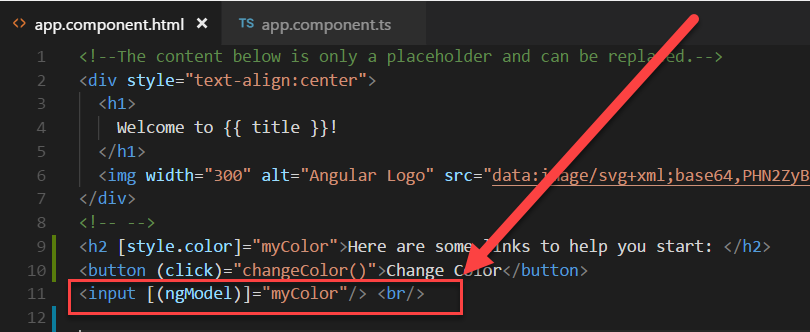 <> app.component.html × TS app.component.ts
1 <!--The content below is only a placeholder and can be replaced.-->
2 <div style="text-align:center">
3 <h1>
4 Welcome to {{ title }}!
5 </h1>
6 <img width="300" alt="Angular Logo" src="data:image/svg+xml;base64,PHN2ZyB
7 </div>
8 <!-- -->
9 <h2 [style.color]="myColor">Here are some links to help you start: </h2>
10 <button (click)="changeColor()">Change Color</button>
11 <input [(ngModel)]="myColor"/> <br/>
12